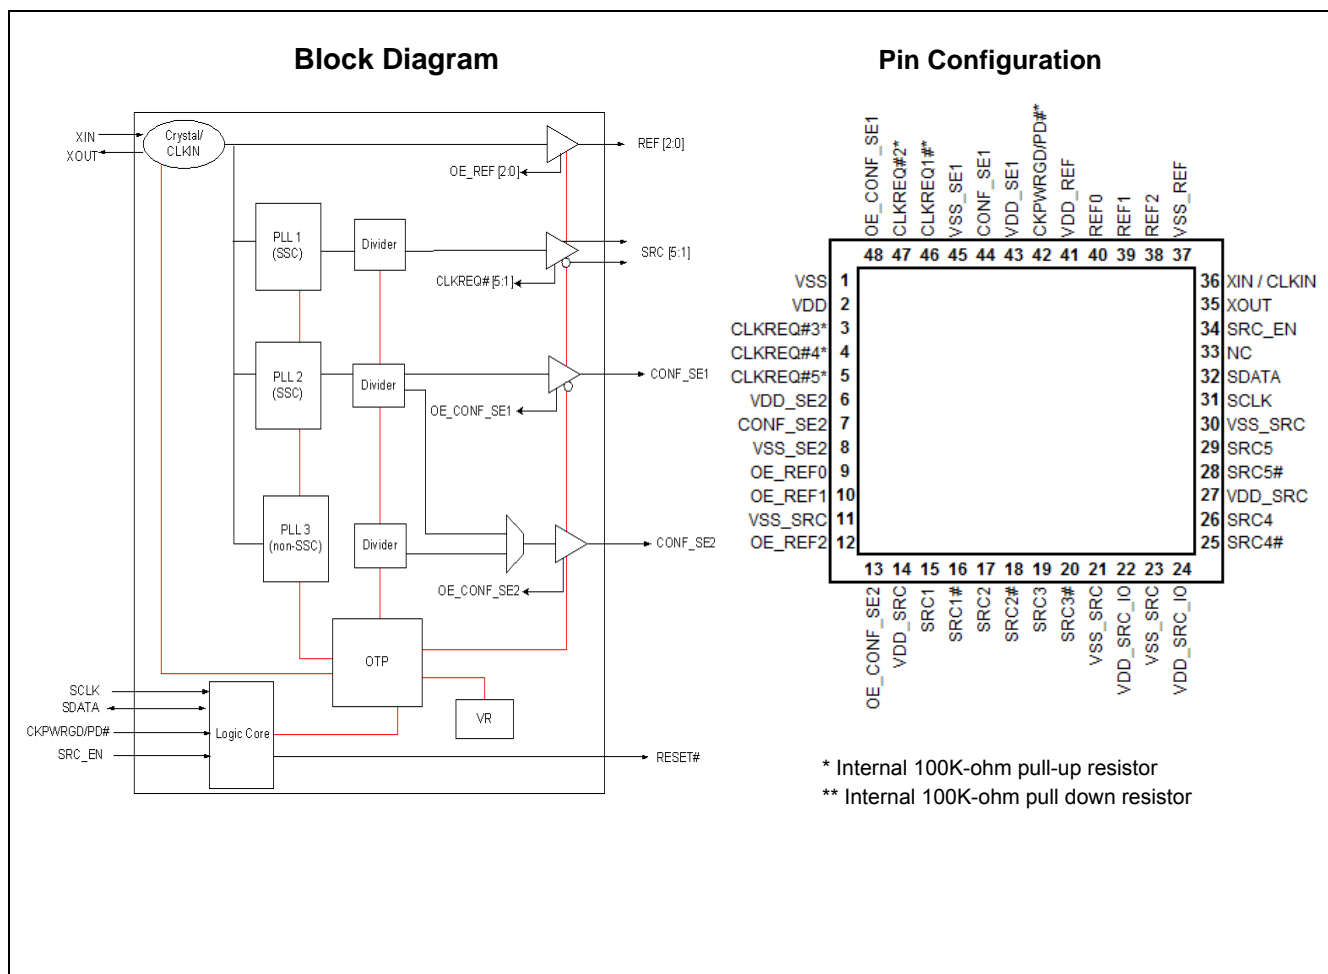 Block Diagram
Pin Configuration
XIN
XOUT
Crystal/
CLKIN
REF [2:0]
OE_REF [2:0]
PLL 1
(SSC)
Divider
SRC [5:1]
CLKREQ# [5:1]
PLL 2
(SSC)
Divider
CONF_SE1
OE_CONF_SE1
PLL 3
(non-SSC)
Divider
CONF_SE2
OE_CONF_SE2
OTP
VR
SCLK
SDATA
CKPWRGD/PD#
SRC_EN
Logic Core
RESET#
OE_CONF_SE1
CLKREQ#2*
CLKREQ1#*
VSS_SE1
CONF_SE1
VDD_SE1
CKPWRGD/PD#*
VDD_REF
REF0
REF1
REF2
VSS_REF
48 47 46 45 44 43 42 41 40 39 38 37
VSS 1
VDD 2
CLKREQ#3* 3
CLKREQ#4* 4
CLKREQ#5* 5
VDD_SE2 6
CONF_SE2 7
VSS_SE2 8
OE_REF0 9
OE_REF1 10
VSS_SRC 11
OE_REF2 12
36 XIN / CLKIN
35 XOUT
34 SRC_EN
33 NC
32 SDATA
31 SCLK
30 VSS_SRC
29 SRC5
28 SRC5#
27 VDD_SRC
26 SRC4
25 SRC4#
13 14 15 16 17 18 19 20 21 22 23 24
OE_CONF_SE2
VDD_SRC
SRC1
SRC1#
SRC2
SRC2#
SRC3
SRC3#
VSS_SRC
VDD_SRC_IO
VSS_SRC
VDD_SRC_IO
* Internal 100K-ohm pull-up resistor
** Internal 100K-ohm pull down resistor